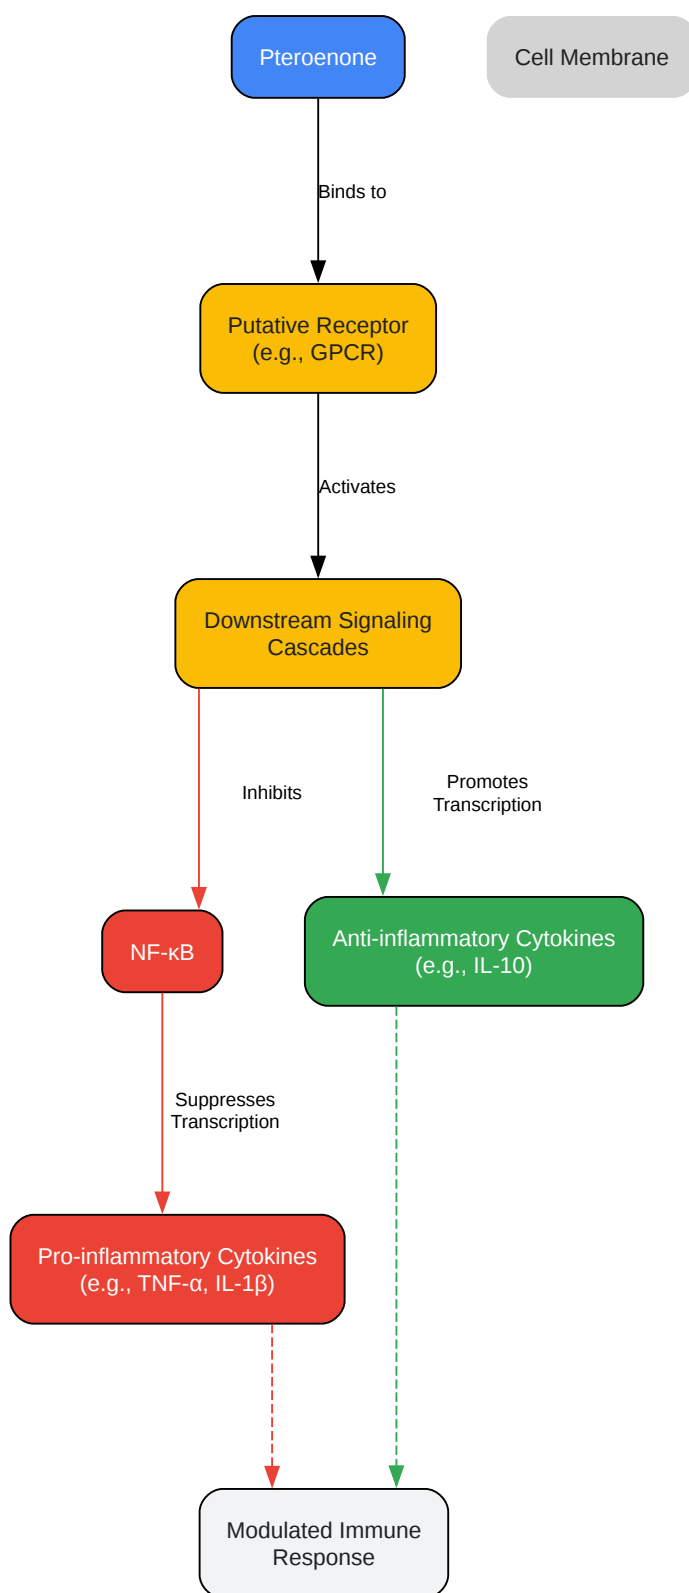 Pteroenone
Cell Membrane
Binds to
Putative Receptor
(e.g., GPCR)
Activates
Downstream Signaling
Cascades
Inhibits
Promotes
Transcription
NF-κB
Anti-inflammatory Cytokines
(e.g., IL-10)
Suppresses
Transcription
Pro-inflammatory Cytokines
(e.g., TNF-α, IL-1β)
Modulated Immune
Response